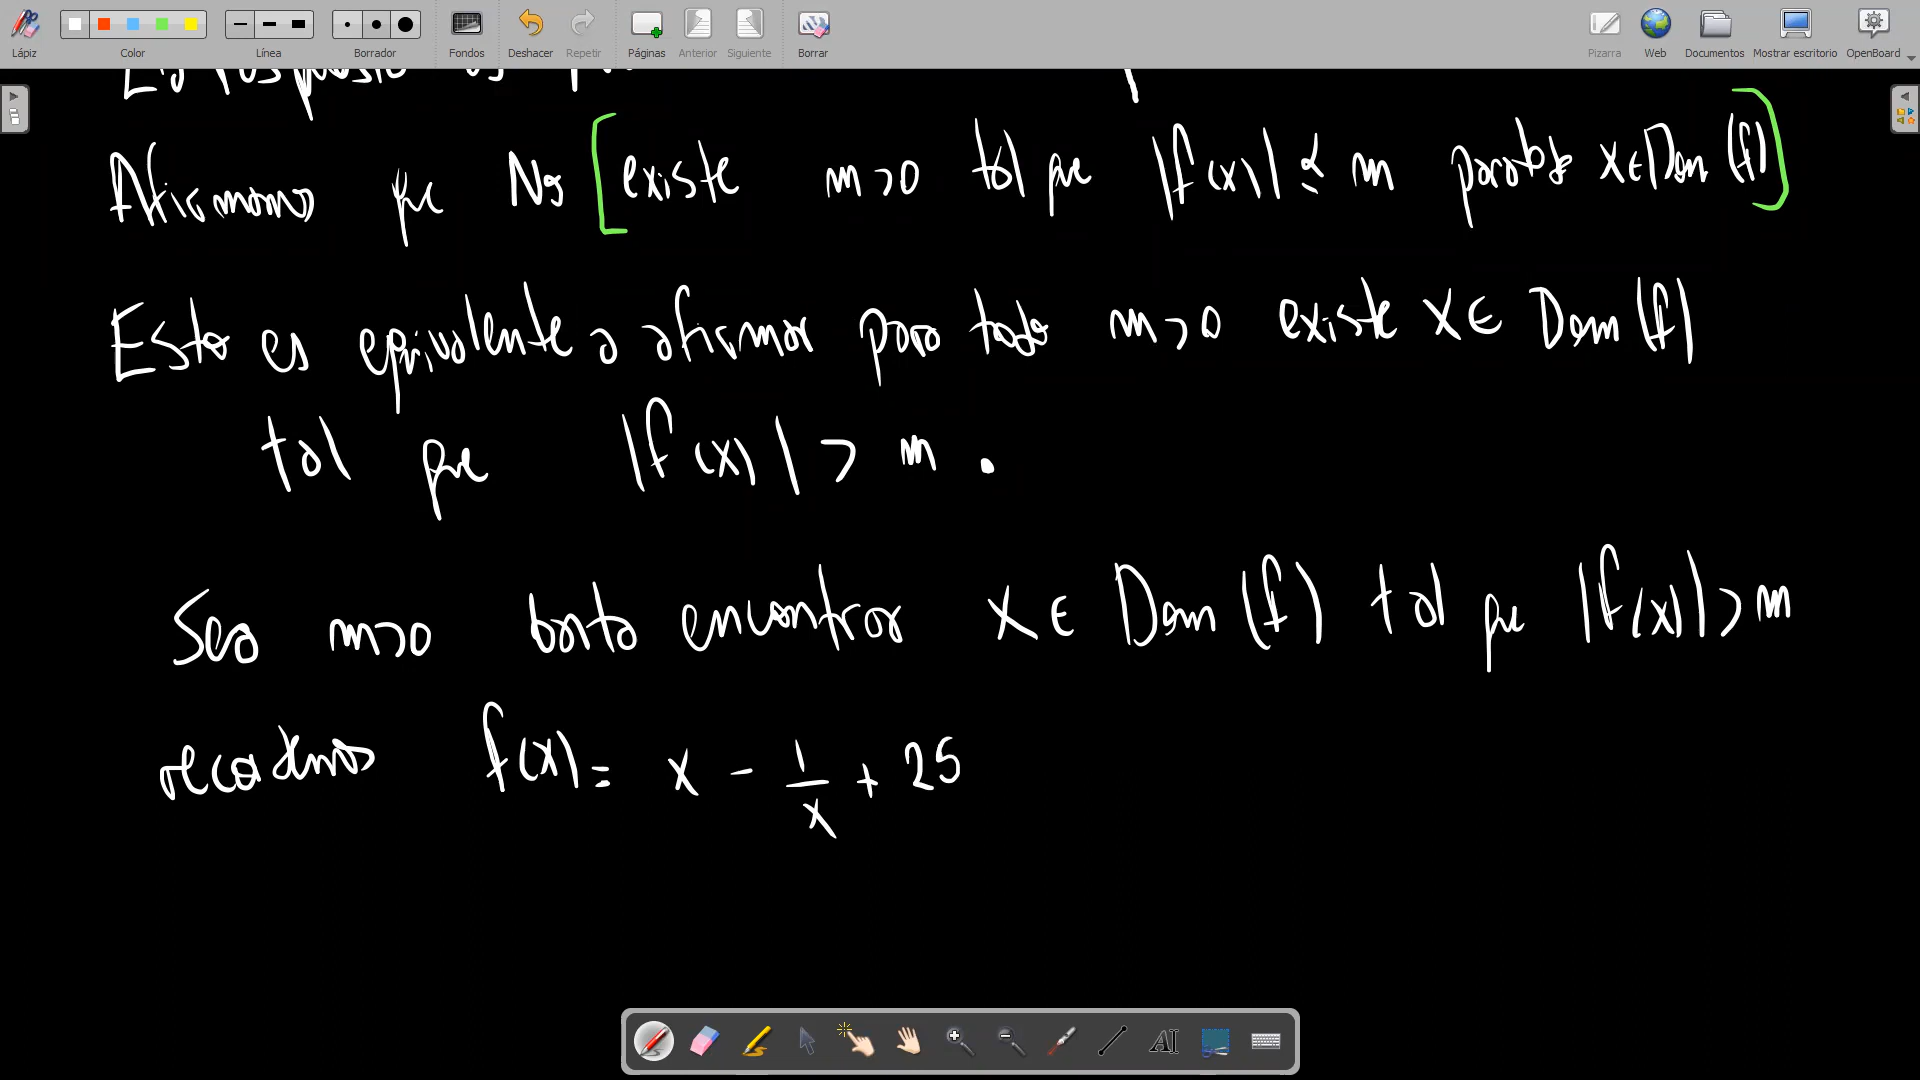 Lápiz Color Línea Borrador Fondos Deshacer Repetir Páginas Anterior Siguiente Borrar Pizarra Web Documentos Mostrar escritorio OpenBoard
Afirmamos que No [existe m>0 tal que |f(x)| ≤ m para todo x∈Dom(f)]
Esto es equivalente a afirmar para todo m>0 existe x∈ Dom(f)
tal que |f(x)| > m .
Sea m>0 basta encontrar x∈ Dom(f) tal que |f(x)|>m
recordemos f(x)= x - 1/x + 25
AI